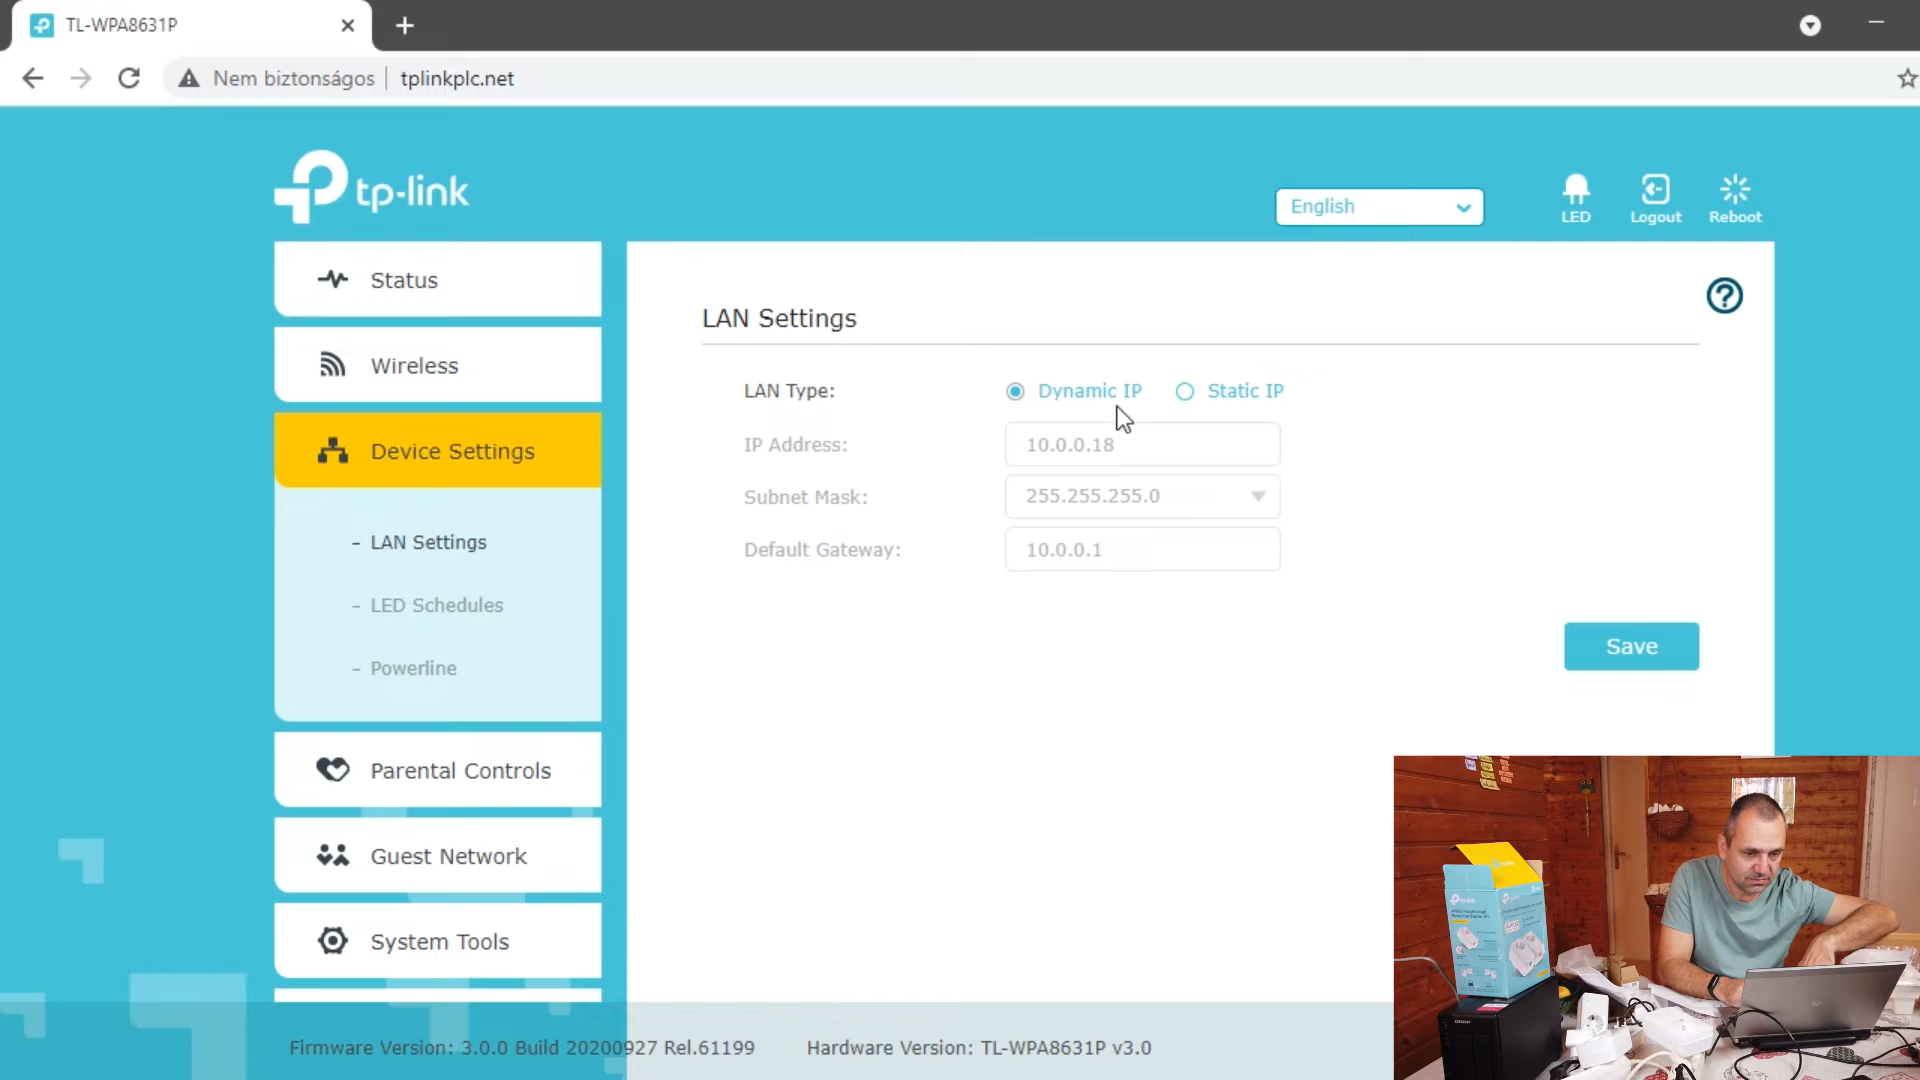 TL-WPA8631P
Nem biztonságos
tplinkplc.net
tp-link
English
LED
Logout
Reboot
Status
Wireless
Device Settings
– LAN Settings
– LED Schedules
– Powerline
Parental Controls
Guest Network
System Tools
LAN Settings
LAN Type:
Dynamic IP
Static IP
IP Address:
10.0.0.18
Subnet Mask:
255.255.255.0
Default Gateway:
10.0.0.1
Save
Firmware Version: 3.0.0 Build 20200927 Rel.61199
Hardware Version: TL-WPA8631P v3.0
tp-link